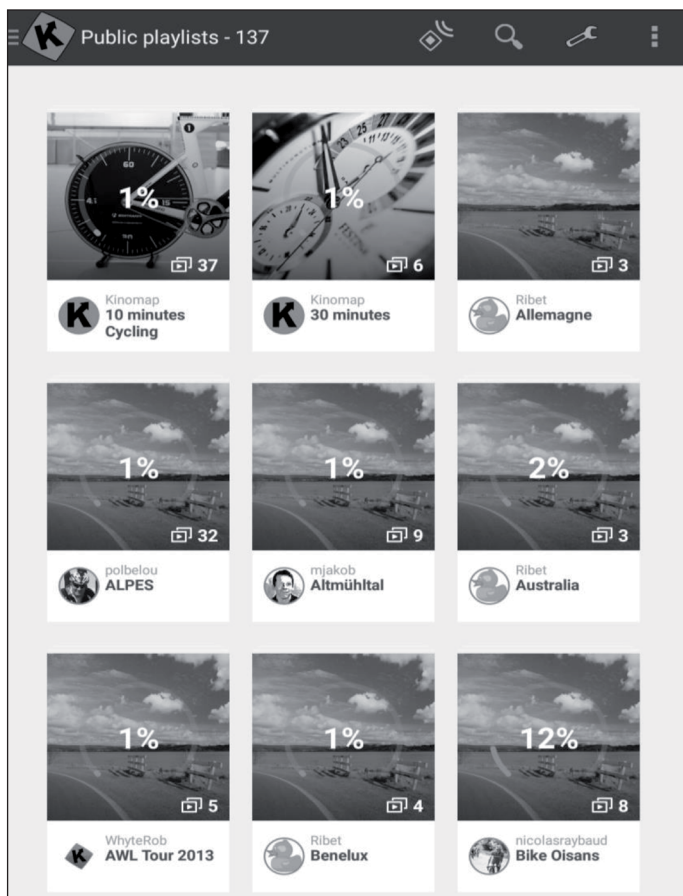 Public playlists - 137
1%
37
Kinomap
10 minutes
Cycling
1%
6
Kinomap
30 minutes
3
Ribet
Allemagne
1%
32
polbelou
ALPES
1%
9
mjakob
Altmühltal
2%
3
Ribet
Australia
1%
5
WhyteRob
AWL Tour 2013
1%
4
Ribet
Benelux
12%
8
nicolasraybaud
Bike Oisans